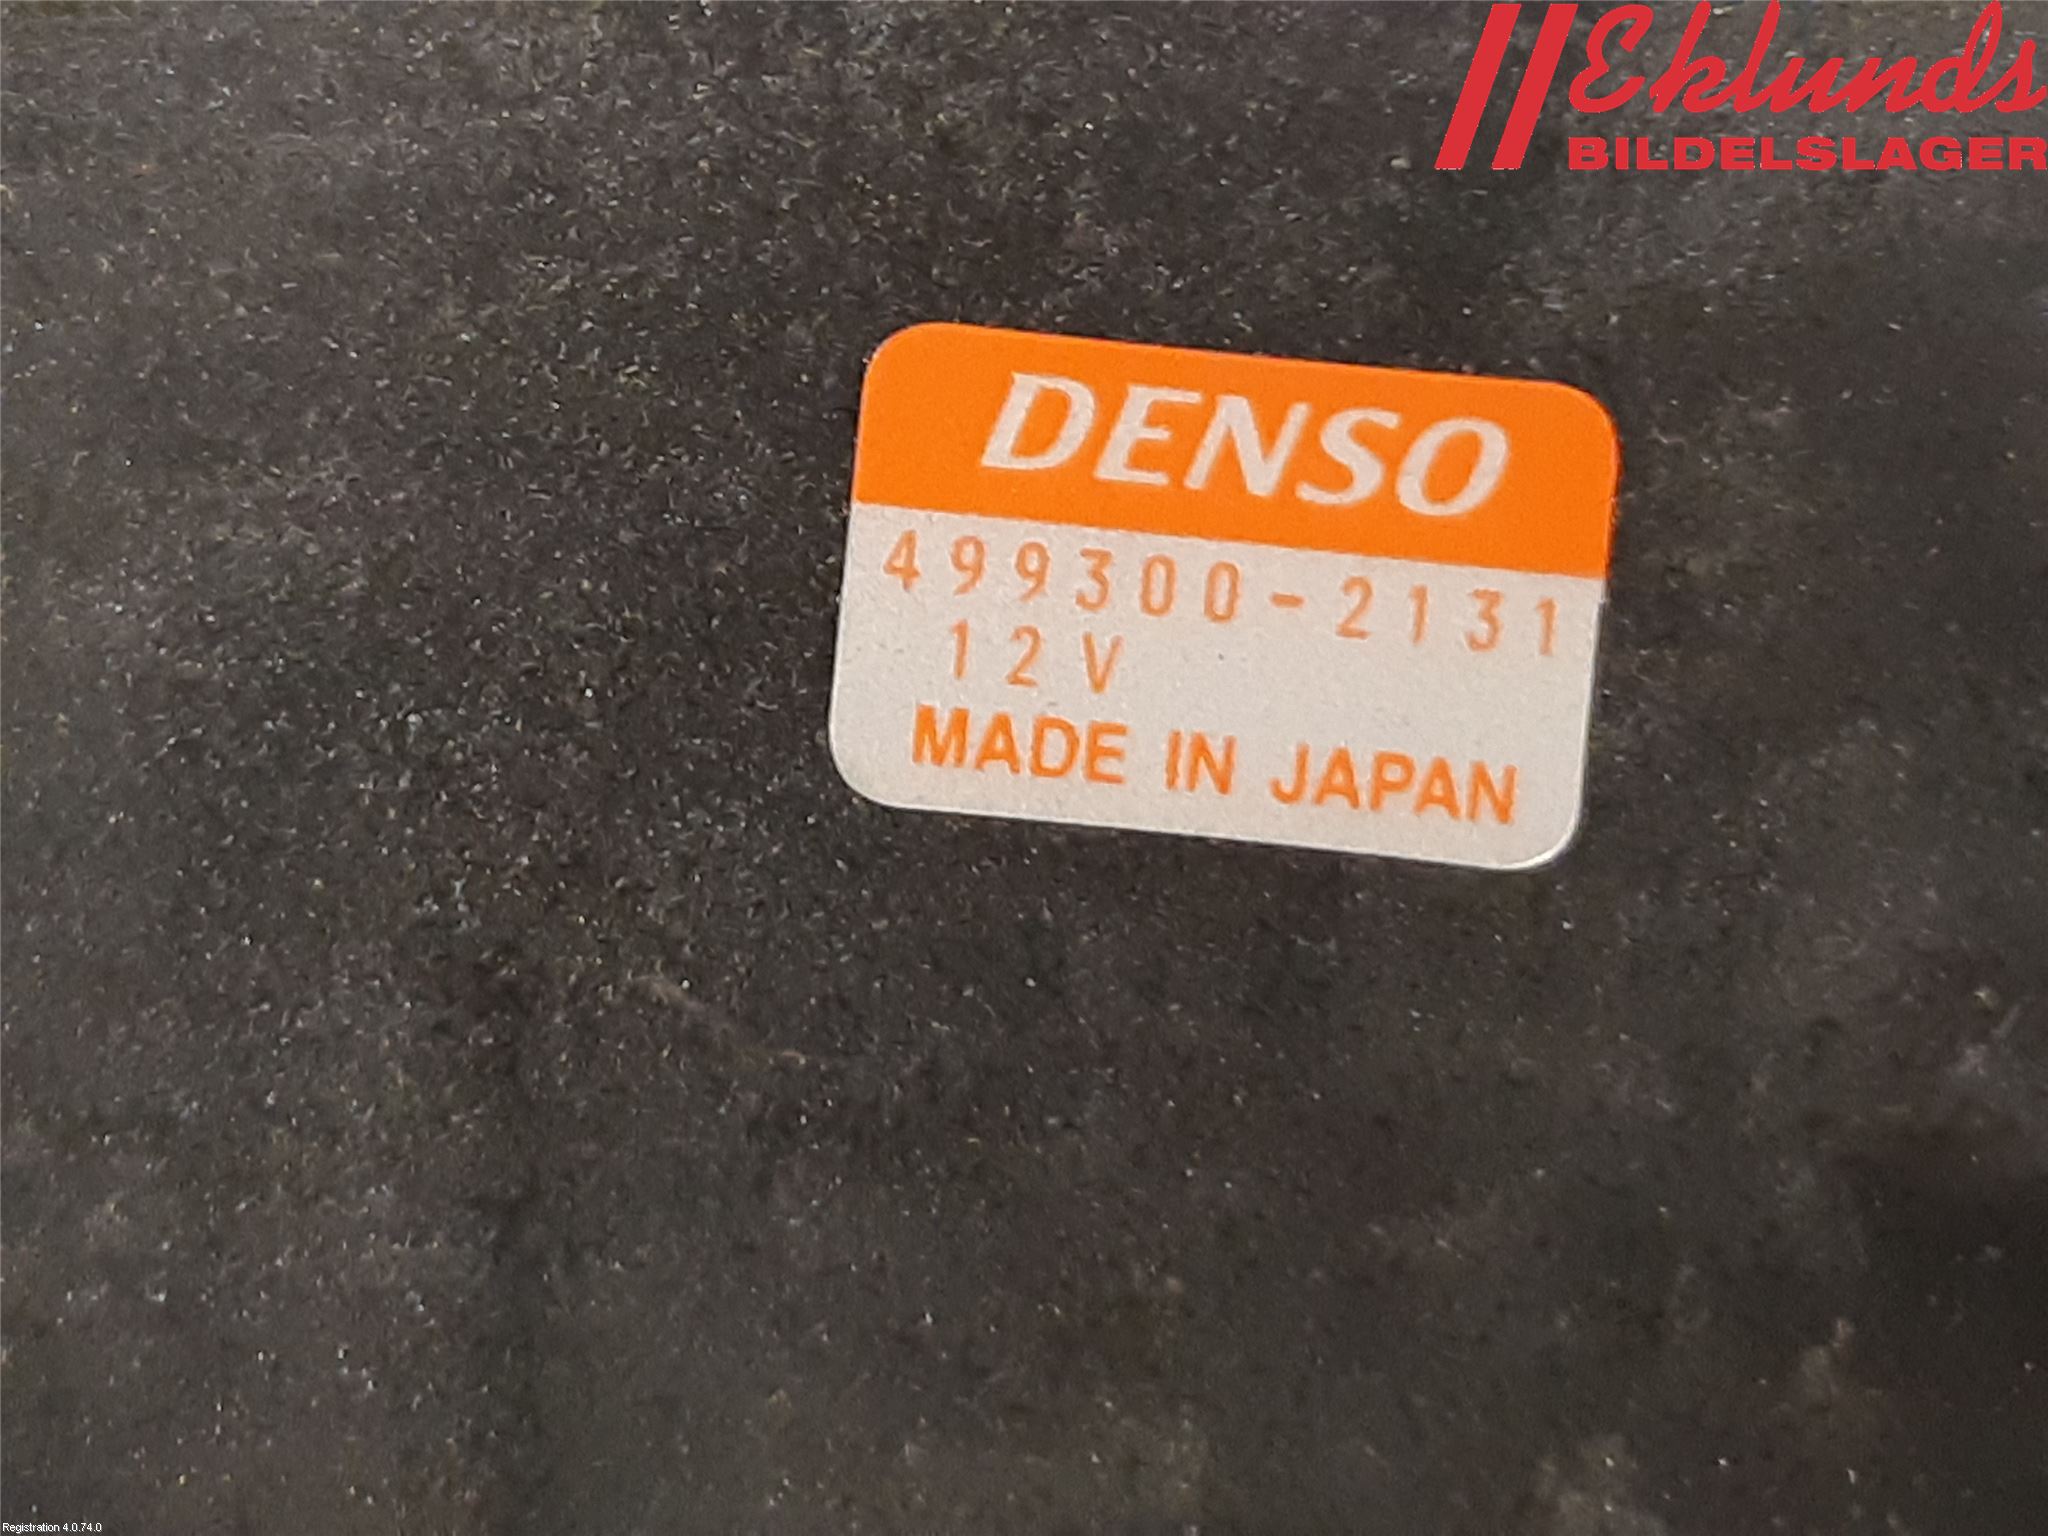 Eklunds
BILDELSLAGER
DENSO
499300-2131
12V
MADE IN JAPAN
Registration 4.0.74.0